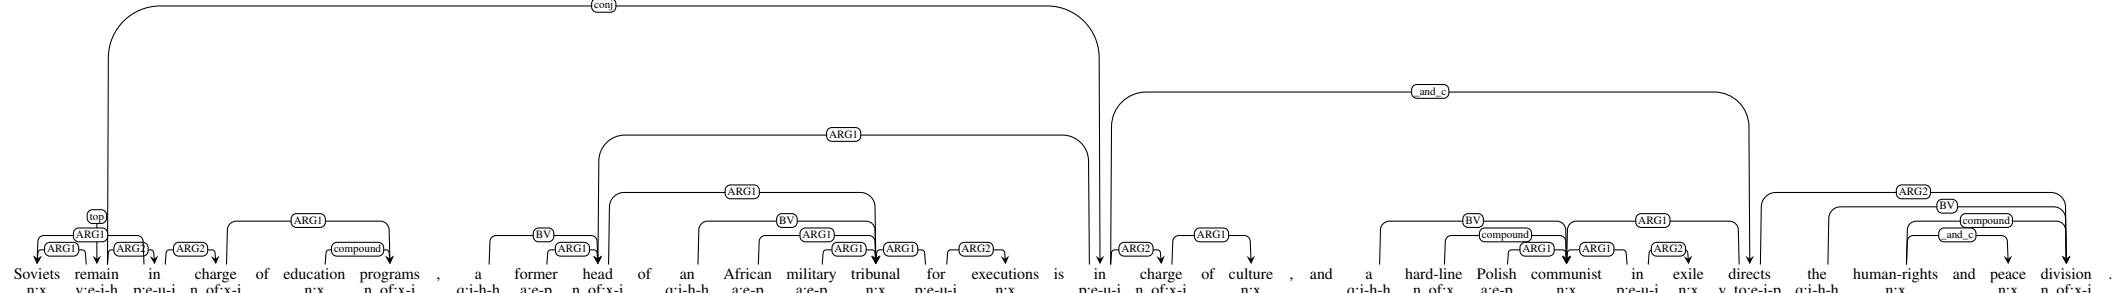 conj
_and_c
ARG1
ARG1 ARG2
top ARG1 BV BV ARG1 BV
ARG1 BV ARG1 compound compound _and_c
ARG1 ARG2 ARG2 compound ARG1 ARG1 ARG1 ARG2 ARG2 ARG1 ARG1 ARG1 ARG2
Soviets remain in charge of education programs , a former head of an African military tribunal for executions is in charge of culture , and a hard-line Polish communist in exile directs the human-rights and peace division .
n:x v:e-i-h p:e-u-i n_of:x-i n:x n_of:x-i q:i-h-h a:e-p n_of:x-i q:i-h-h a:e-p a:e-p n:x p:e-u-i n:x p:e-u-i n_of:x-i n:x q:i-h-h n_of:x a:e-p n:x p:e-u-i n:x v_to:e-i-p q:i-h-h n:x n:x n_of:x-i